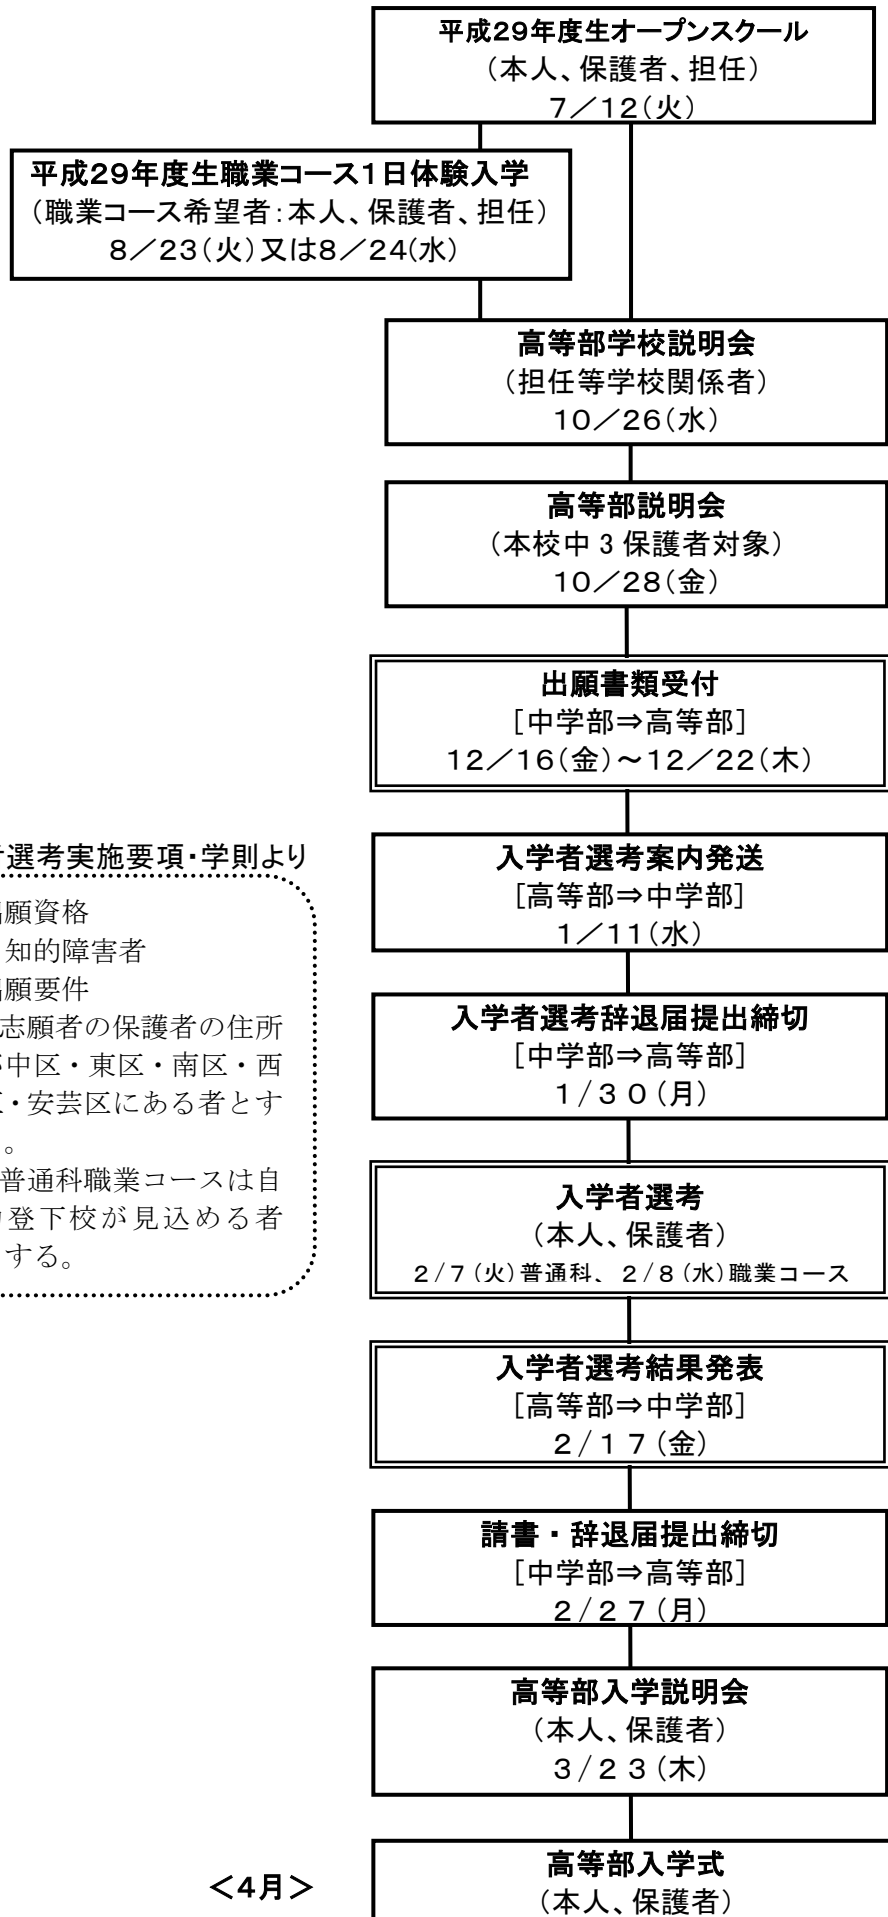 平成29年度生オープンスクール
（本人、保護者、担任）
7／12（火）
平成29年度生職業コース1日体験入学
（職業コース希望者：本人、保護者、担任）
8／23（火）又は8／24（水）
高等部学校説明会
（担任等学校関係者）
10／26（水）
高等部説明会
（本校中３保護者対象）
10／28（金）
出願書類受付
［中学部⇒高等部］
12／16（金）～12／22（木）
入学者選考案内発送
［高等部⇒中学部］
1／11（水）
入学者選考辞退届提出締切
［中学部⇒高等部］
1/30（月）
入学者選考
（本人、保護者）
2/7（火）普通科、2/8（水）職業コース
入学者選考結果発表
［高等部⇒中学部］
2/17（金）
請書・辞退届提出締切
［中学部⇒高等部］
2/27（月）
高等部入学説明会
（本人、保護者）
3/23（木）
＜4月＞
高等部入学式
（本人、保護者）
選考実施要項・学則より
願資格
知的障害者
願要件
志願者の保護者の住所
中区・東区・南区・西
・安芸区にある者とす
。
普通科職業コースは自
登下校が見込める者
する。